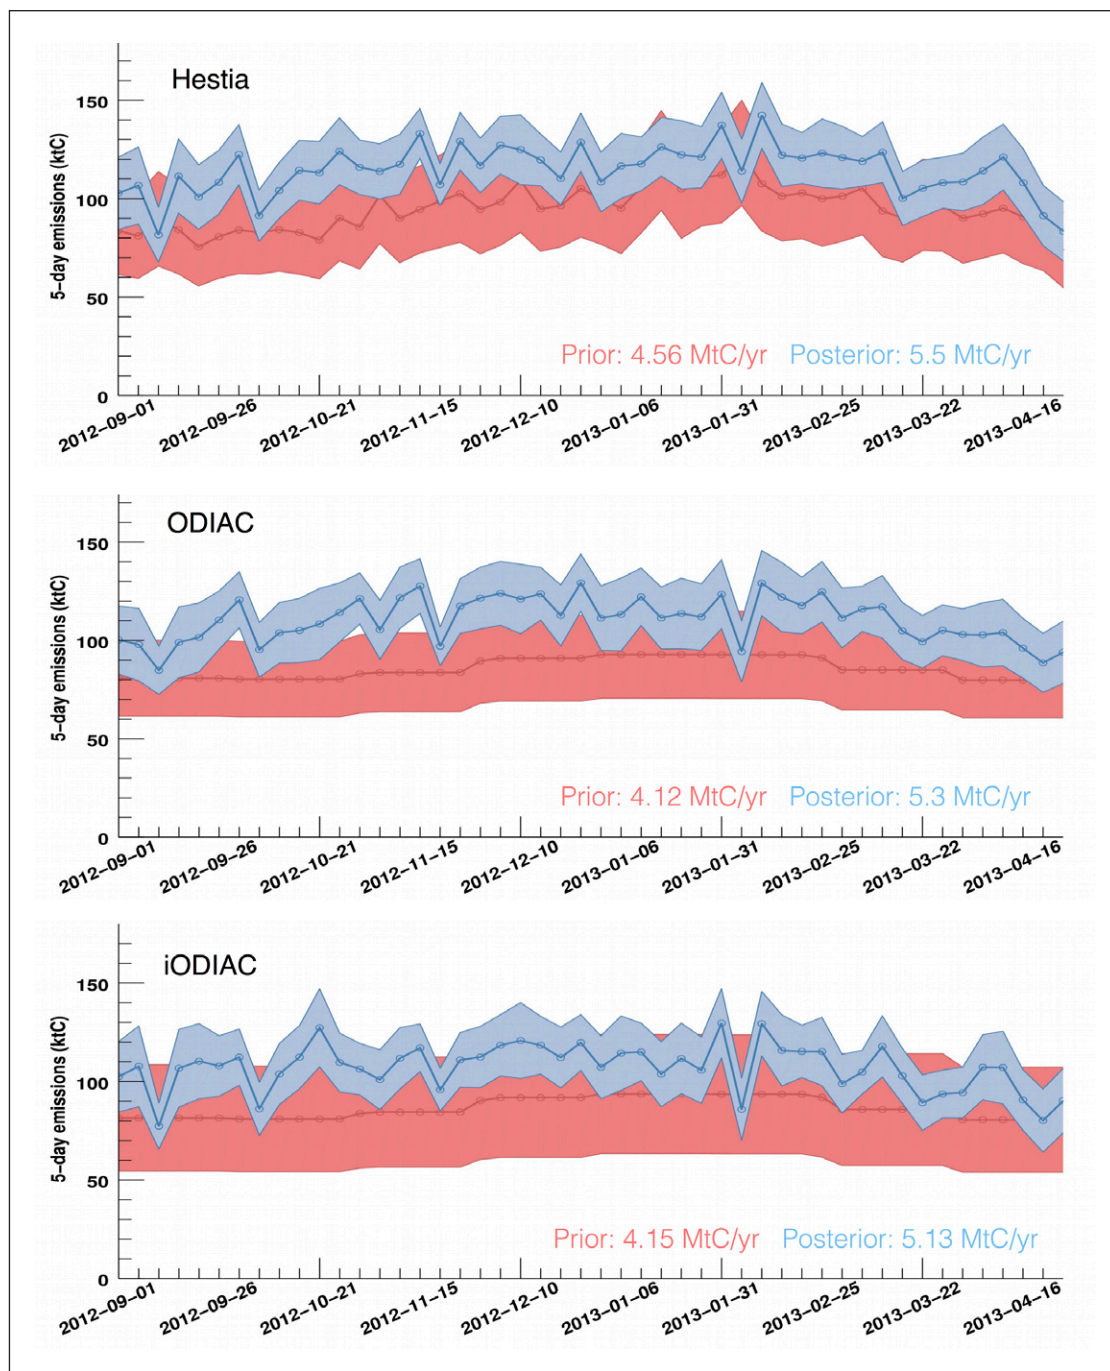 Hestia
150
100
50
0
5-day emissions (ktC)
Prior: 4.56 MtC/yr Posterior: 5.5 MtC/yr
2012-09-01 2012-09-26 2012-10-21 2012-11-15 2012-12-10 2013-01-06 2013-01-31 2013-02-25 2013-03-22 2013-04-16
ODIAC
150
100
50
0
5-day emissions (ktC)
Prior: 4.12 MtC/yr Posterior: 5.3 MtC/yr
2012-09-01 2012-09-26 2012-10-21 2012-11-15 2012-12-10 2013-01-06 2013-01-31 2013-02-25 2013-03-22 2013-04-16
iODIAC
150
100
50
0
5-day emissions (ktC)
Prior: 4.15 MtC/yr Posterior: 5.13 MtC/yr
2012-09-01 2012-09-26 2012-10-21 2012-11-15 2012-12-10 2013-01-06 2013-01-31 2013-02-25 2013-03-22 2013-04-16